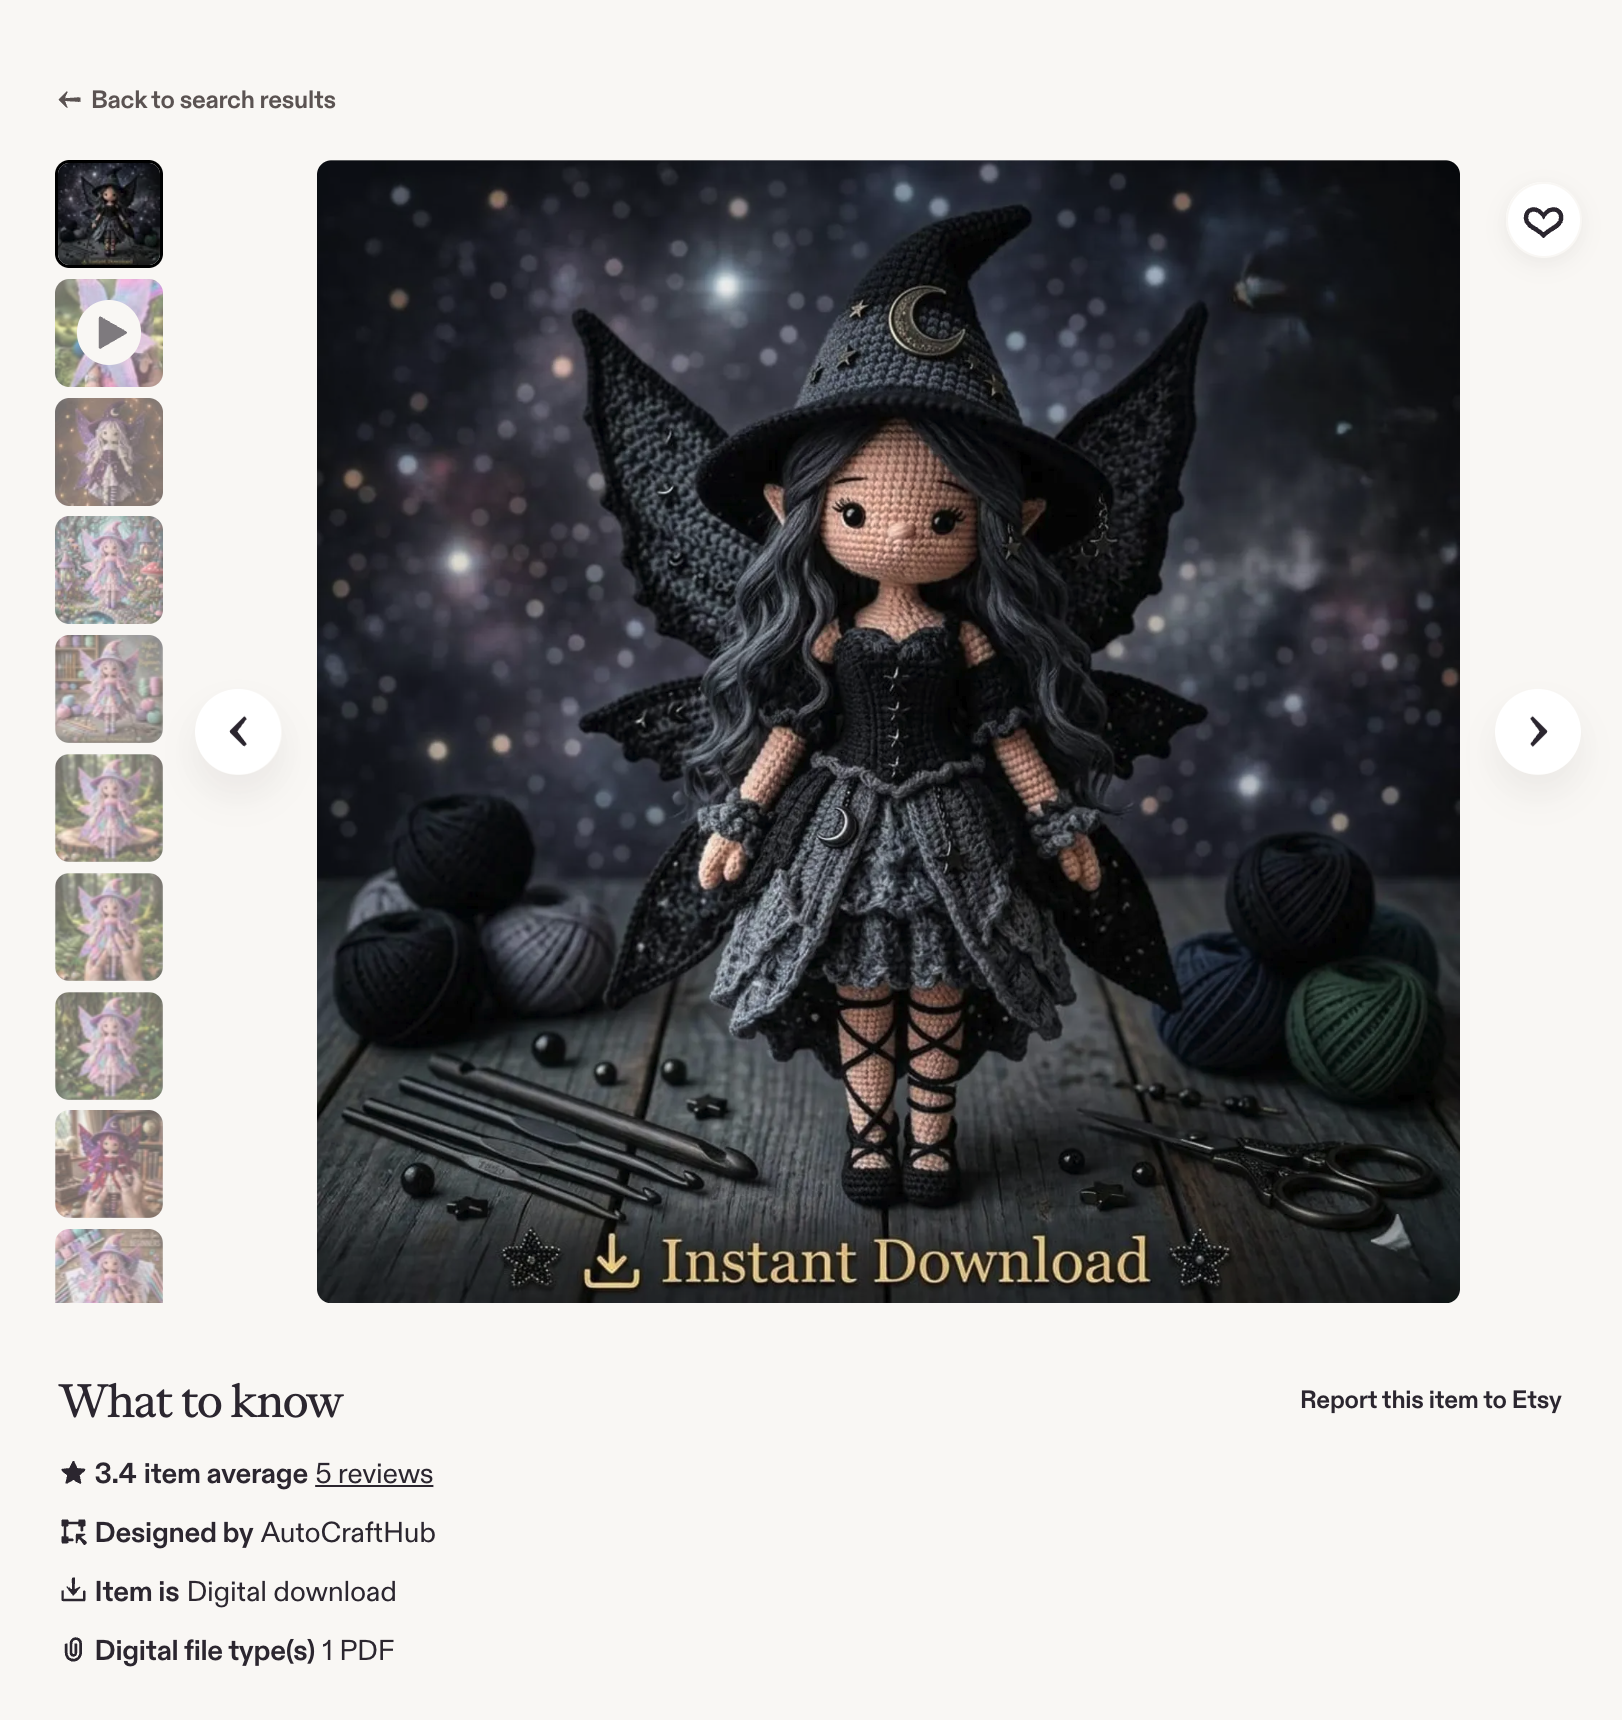 Back to search results
Instant Download
What to know
Report this item to Etsy
3.4 item average 5 reviews
Designed by AutoCraftHub
Item is Digital download
Digital file type(s) 1 PDF